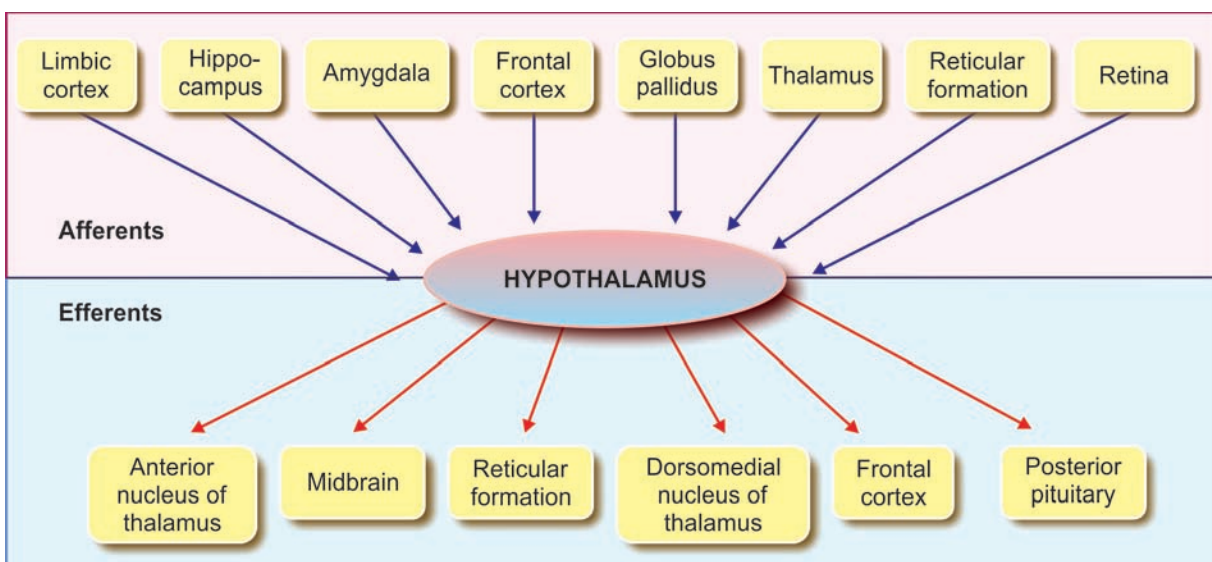 Limbic
cortex
Hippo-
campus
Amygdala
Frontal
cortex
Globus
pallidus
Thalamus
Reticular
formation
Retina
Afferents
HYPOTHALAMUS
Efferents
Anterior
nucleus of
thalamus
Midbrain
Reticular
formation
Dorsomedial
nucleus of
thalamus
Frontal
cortex
Posterior
pituitary